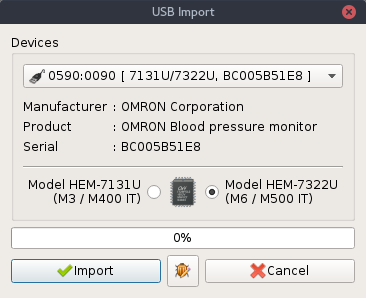 USB Import
Devices
0590:0090 [ 7131U/7322U, BC005B51E8 ]
Manufacturer : OMRON Corporation
Product : OMRON Blood pressure monitor
Serial : BC005B51E8
Model HEM-7131U
(M3 / M400 IT)
Model HEM-7322U
(M6 / M500 IT)
0%
Import
Cancel